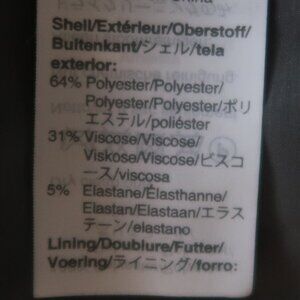 China
Shell/Extérieur/Oberstoff/
Buitenkant/シェル/tela
exterior:
64% Polyester/Polyester/
Polyester/Polyester/ポリ
エステル/poliéster
31% Viscose/Viscose/
Viskose/Viscose/ビスコ
ース/viscosa
5% Elastane/Élasthanne/
Elastan/Elastaan/エラス
テーン/elastano
Lining/Doublure/Futter/
Voering/ライニング/forro: